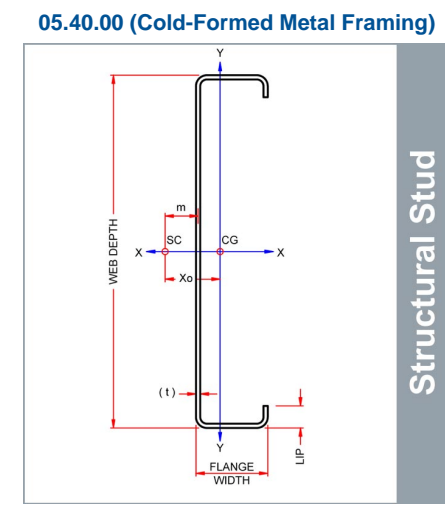 05.40.00 (Cold-Formed Metal Framing)
Y
m
SC
CG
X
X
Xo
WEB DEPTH
( t )
LIP
Y
FLANGE
WIDTH
Structural Stud